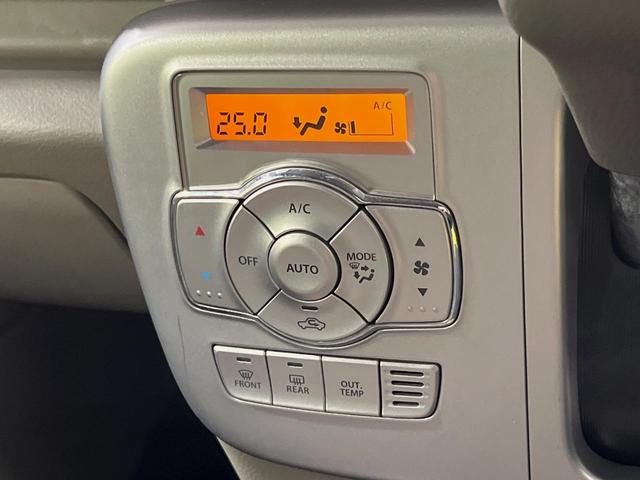 A/C
25.0
A/C
OFF
AUTO
MODE
FRONT
REAR
OUT.
TEMP